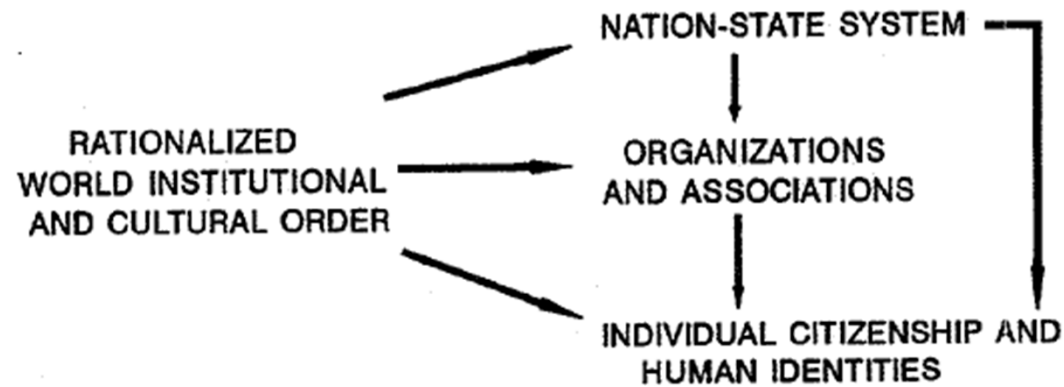 NATION-STATE SYSTEM
RATIONALIZED
WORLD INSTITUTIONAL
AND CULTURAL ORDER
ORGANIZATIONS
AND ASSOCIATIONS
INDIVIDUAL CITIZENSHIP AND
HUMAN IDENTITIES